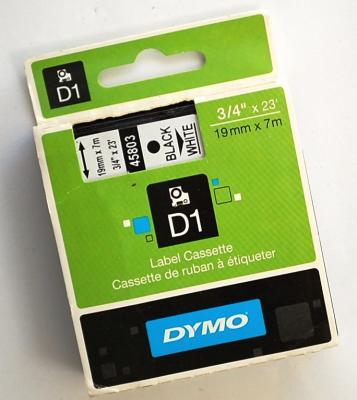 D1
3/4" x 23'
19mm x 7m
19mm x 7m
3/4" x 23'
45803
BLACK
WHITE
D1
Label Cassette
Cassette de ruban à étiqueter
DYMO